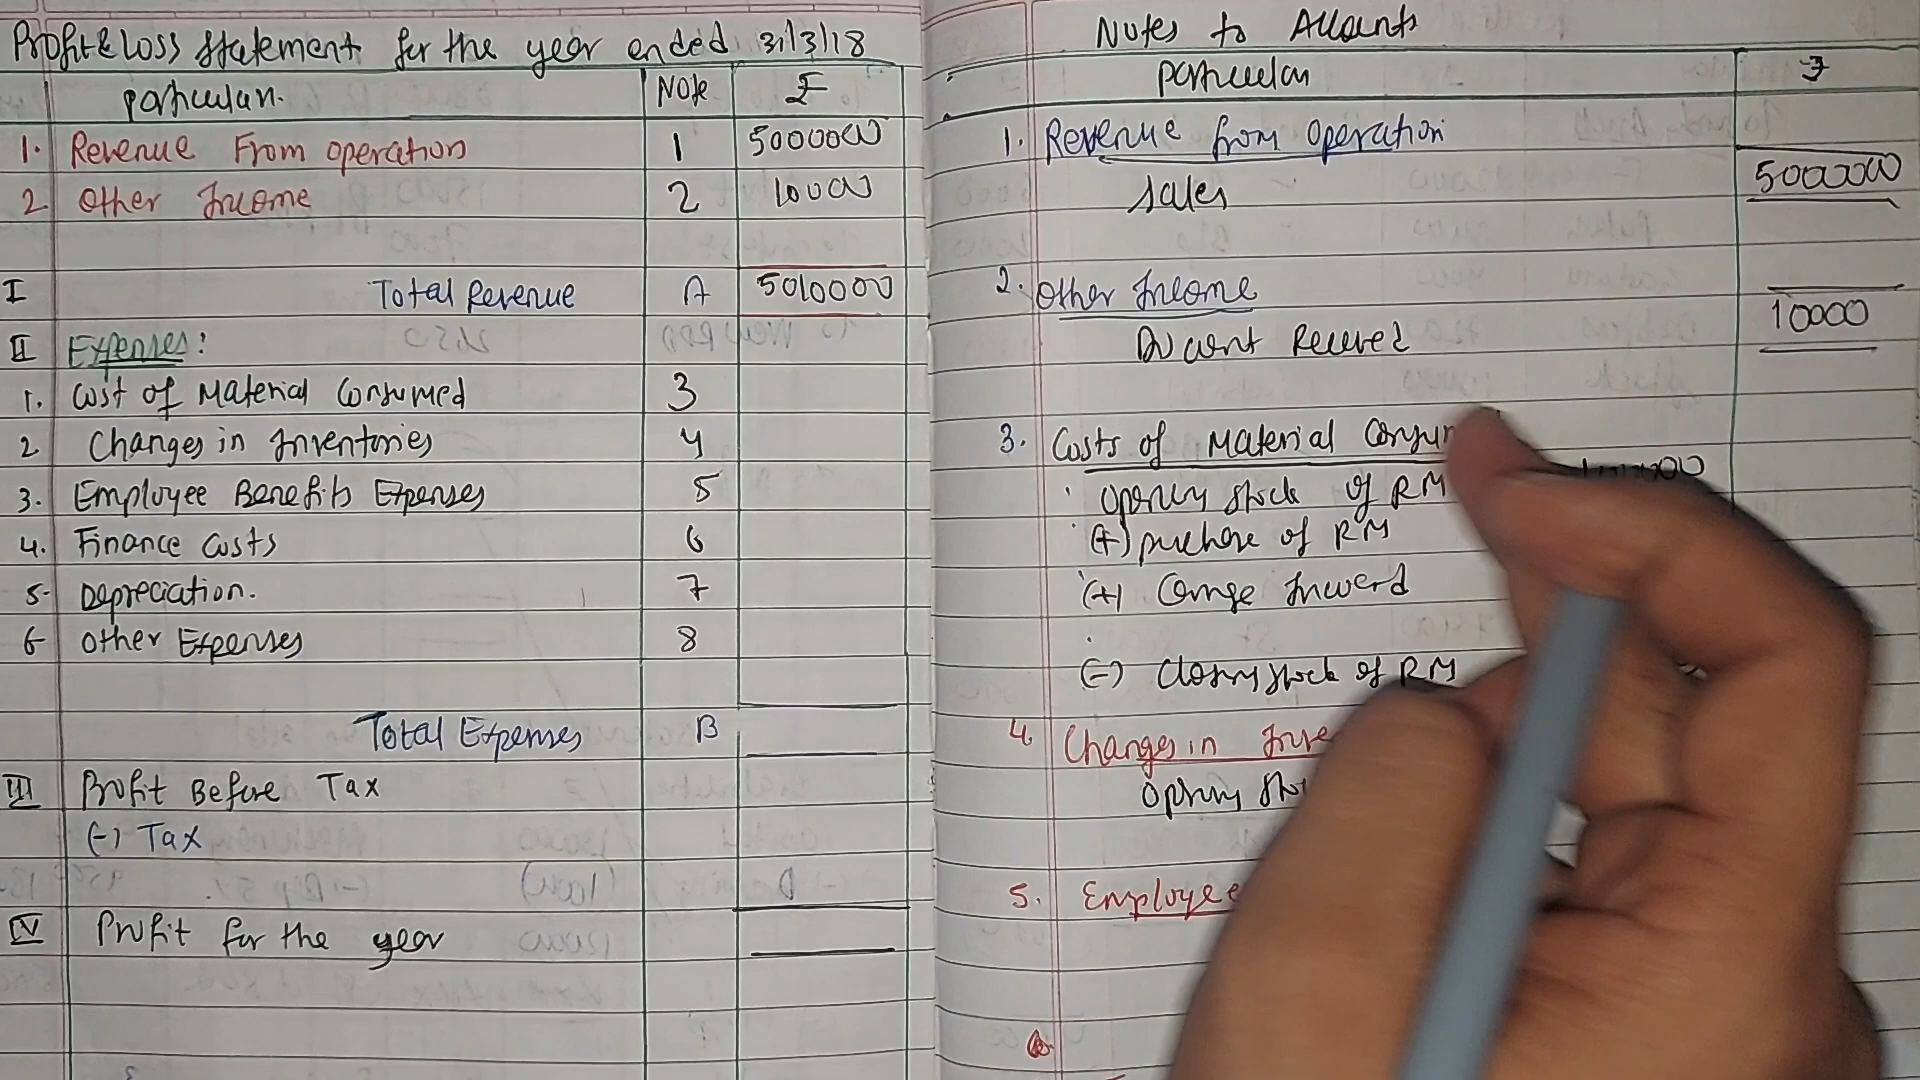 Profit & Loss Statement for the year ended 31/3/18
particular. Note ₹
1. Revenue From operation 1 5000000
2 Other Income 2 10000
I Total Revenue A 5010000
II Expenses:
1. Cost of Material Consumed 3
2 Changes in Inventories 4
3. Employee Benefits Expenses 5
4. Finance Costs 6
5- Depreciation. 7
6- Other Expenses 8
Total Expenses B
III Profit Before Tax
(-) Tax
IV Profit for the year
Notes to Accounts
particular ₹
1. Revenue from operation
Sales 5000000
2. Other Income
Received 10000
3. Costs of Material
opening stock of RM
(+) purchase of RM
(+) Inward
(-) Closing stock of RM
4. Changes in
Opening
5. Employee